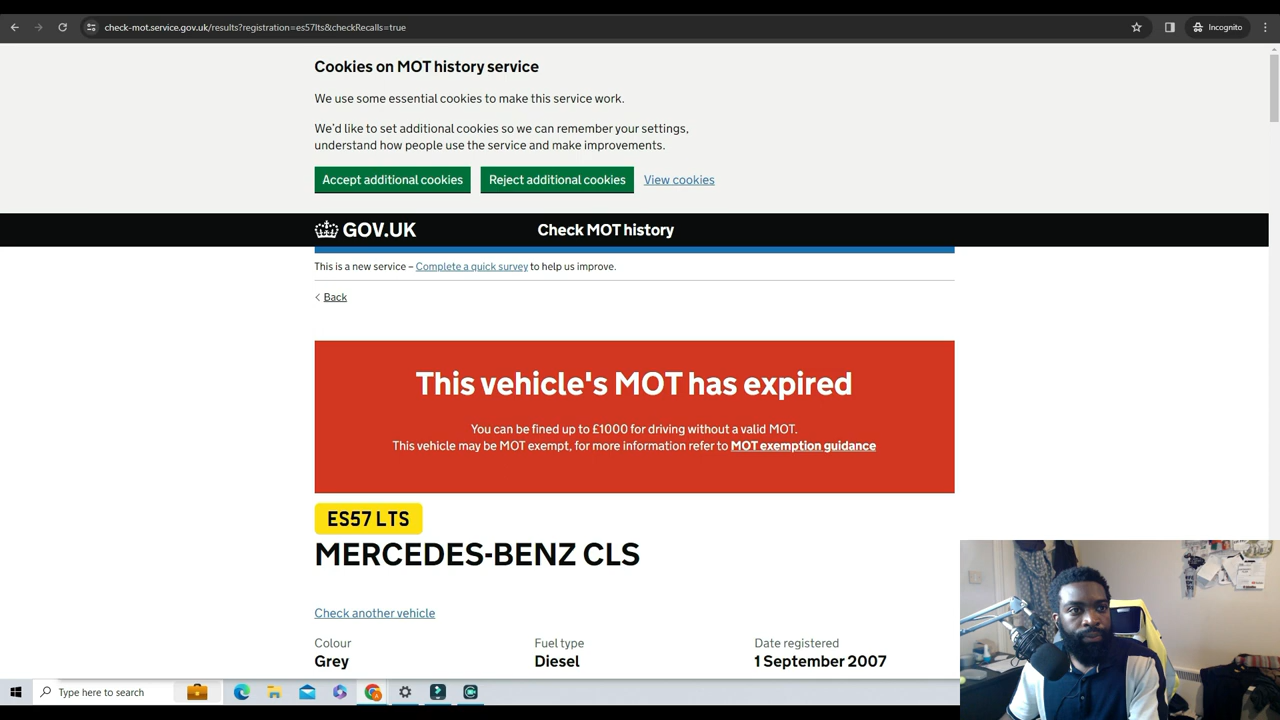 check-mot.service.gov.uk/results?registration=es57lts&checkRecalls=true
Incognito
Cookies on MOT history service
We use some essential cookies to make this service work.
We'd like to set additional cookies so we can remember your settings,
understand how people use the service and make improvements.
Accept additional cookies
Reject additional cookies
View cookies
GOV.UK
Check MOT history
This is a new service – Complete a quick survey to help us improve.
Back
This vehicle's MOT has expired
You can be fined up to £1000 for driving without a valid MOT.
This vehicle may be MOT exempt, for more information refer to MOT exemption guidance
ES57 LTS
MERCEDES-BENZ CLS
Check another vehicle
Colour
Fuel type
Date registered
Grey
Diesel
1 September 2007
Type here to search